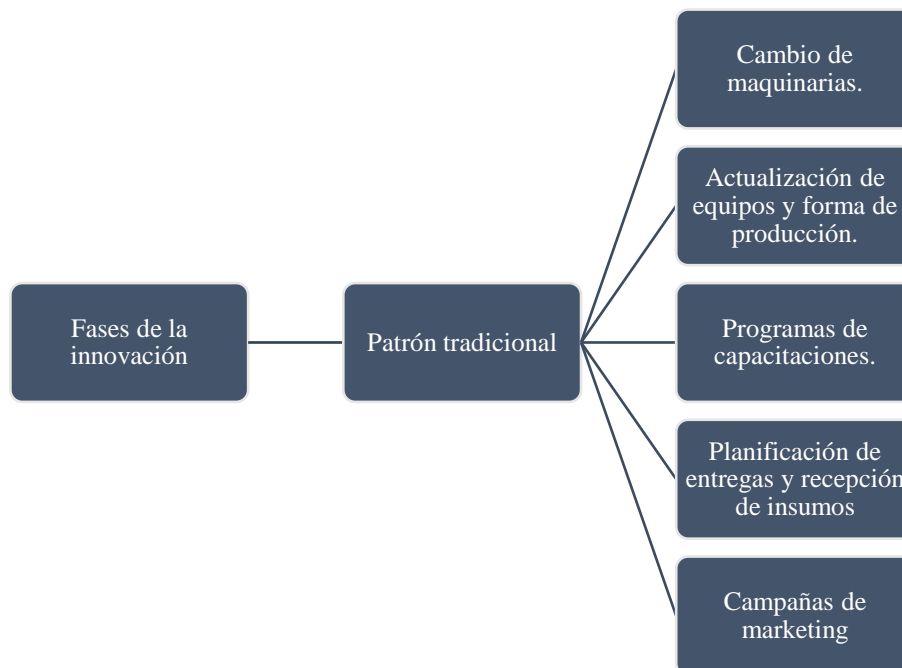 Fases de la
innovación
Patrón tradicional
Cambio de
maquinarias.
Actualización de
equipos y forma de
producción.
Programas de
capacitaciones.
Planificación de
entregas y recepción
de insumos
Campañas de
marketing